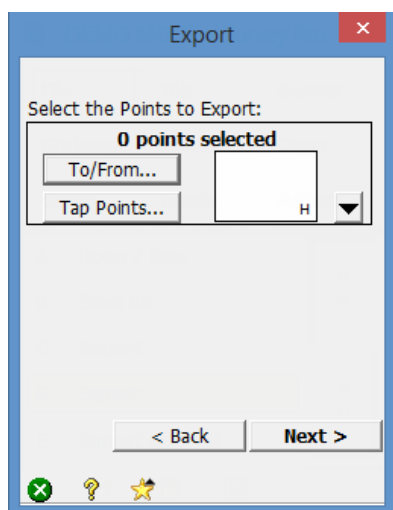 Export
Select the Points to Export:
0 points selected
To/From...
Tap Points...
H
< Back
Next >